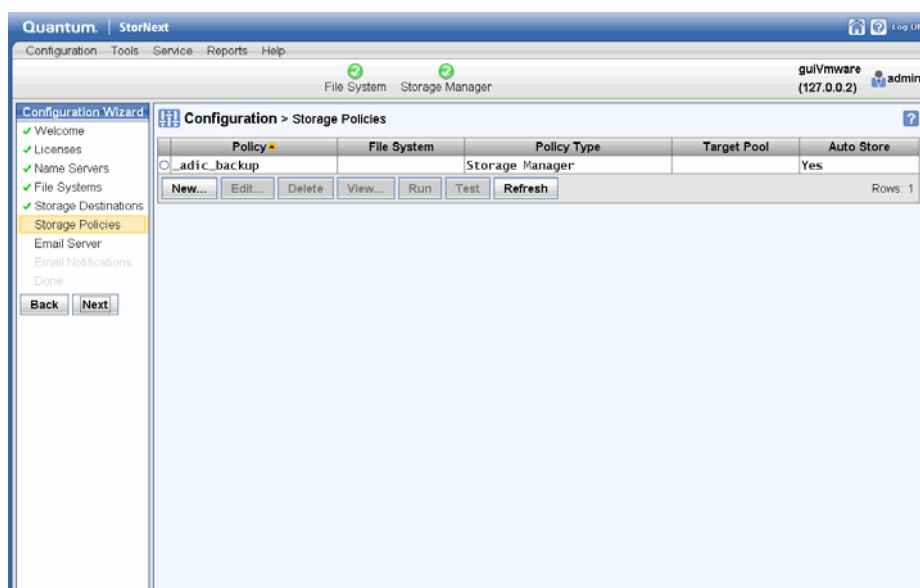 Quantum. StorNext
Log Of
Configuration Tools Service Reports Help
File System Storage Manager
guiVmware
(127.0.0.2)
admin
Configuration Wizard
Welcome
Licenses
Name Servers
File Systems
Storage Destinations
Storage Policies
Email Server
Email Notifications
Done
Back Next
Configuration > Storage Policies
?
Policy File System Policy Type Target Pool Auto Store
_adic_backup Storage Manager Yes
New... Edit... Delete View... Run Test Refresh Rows: 1